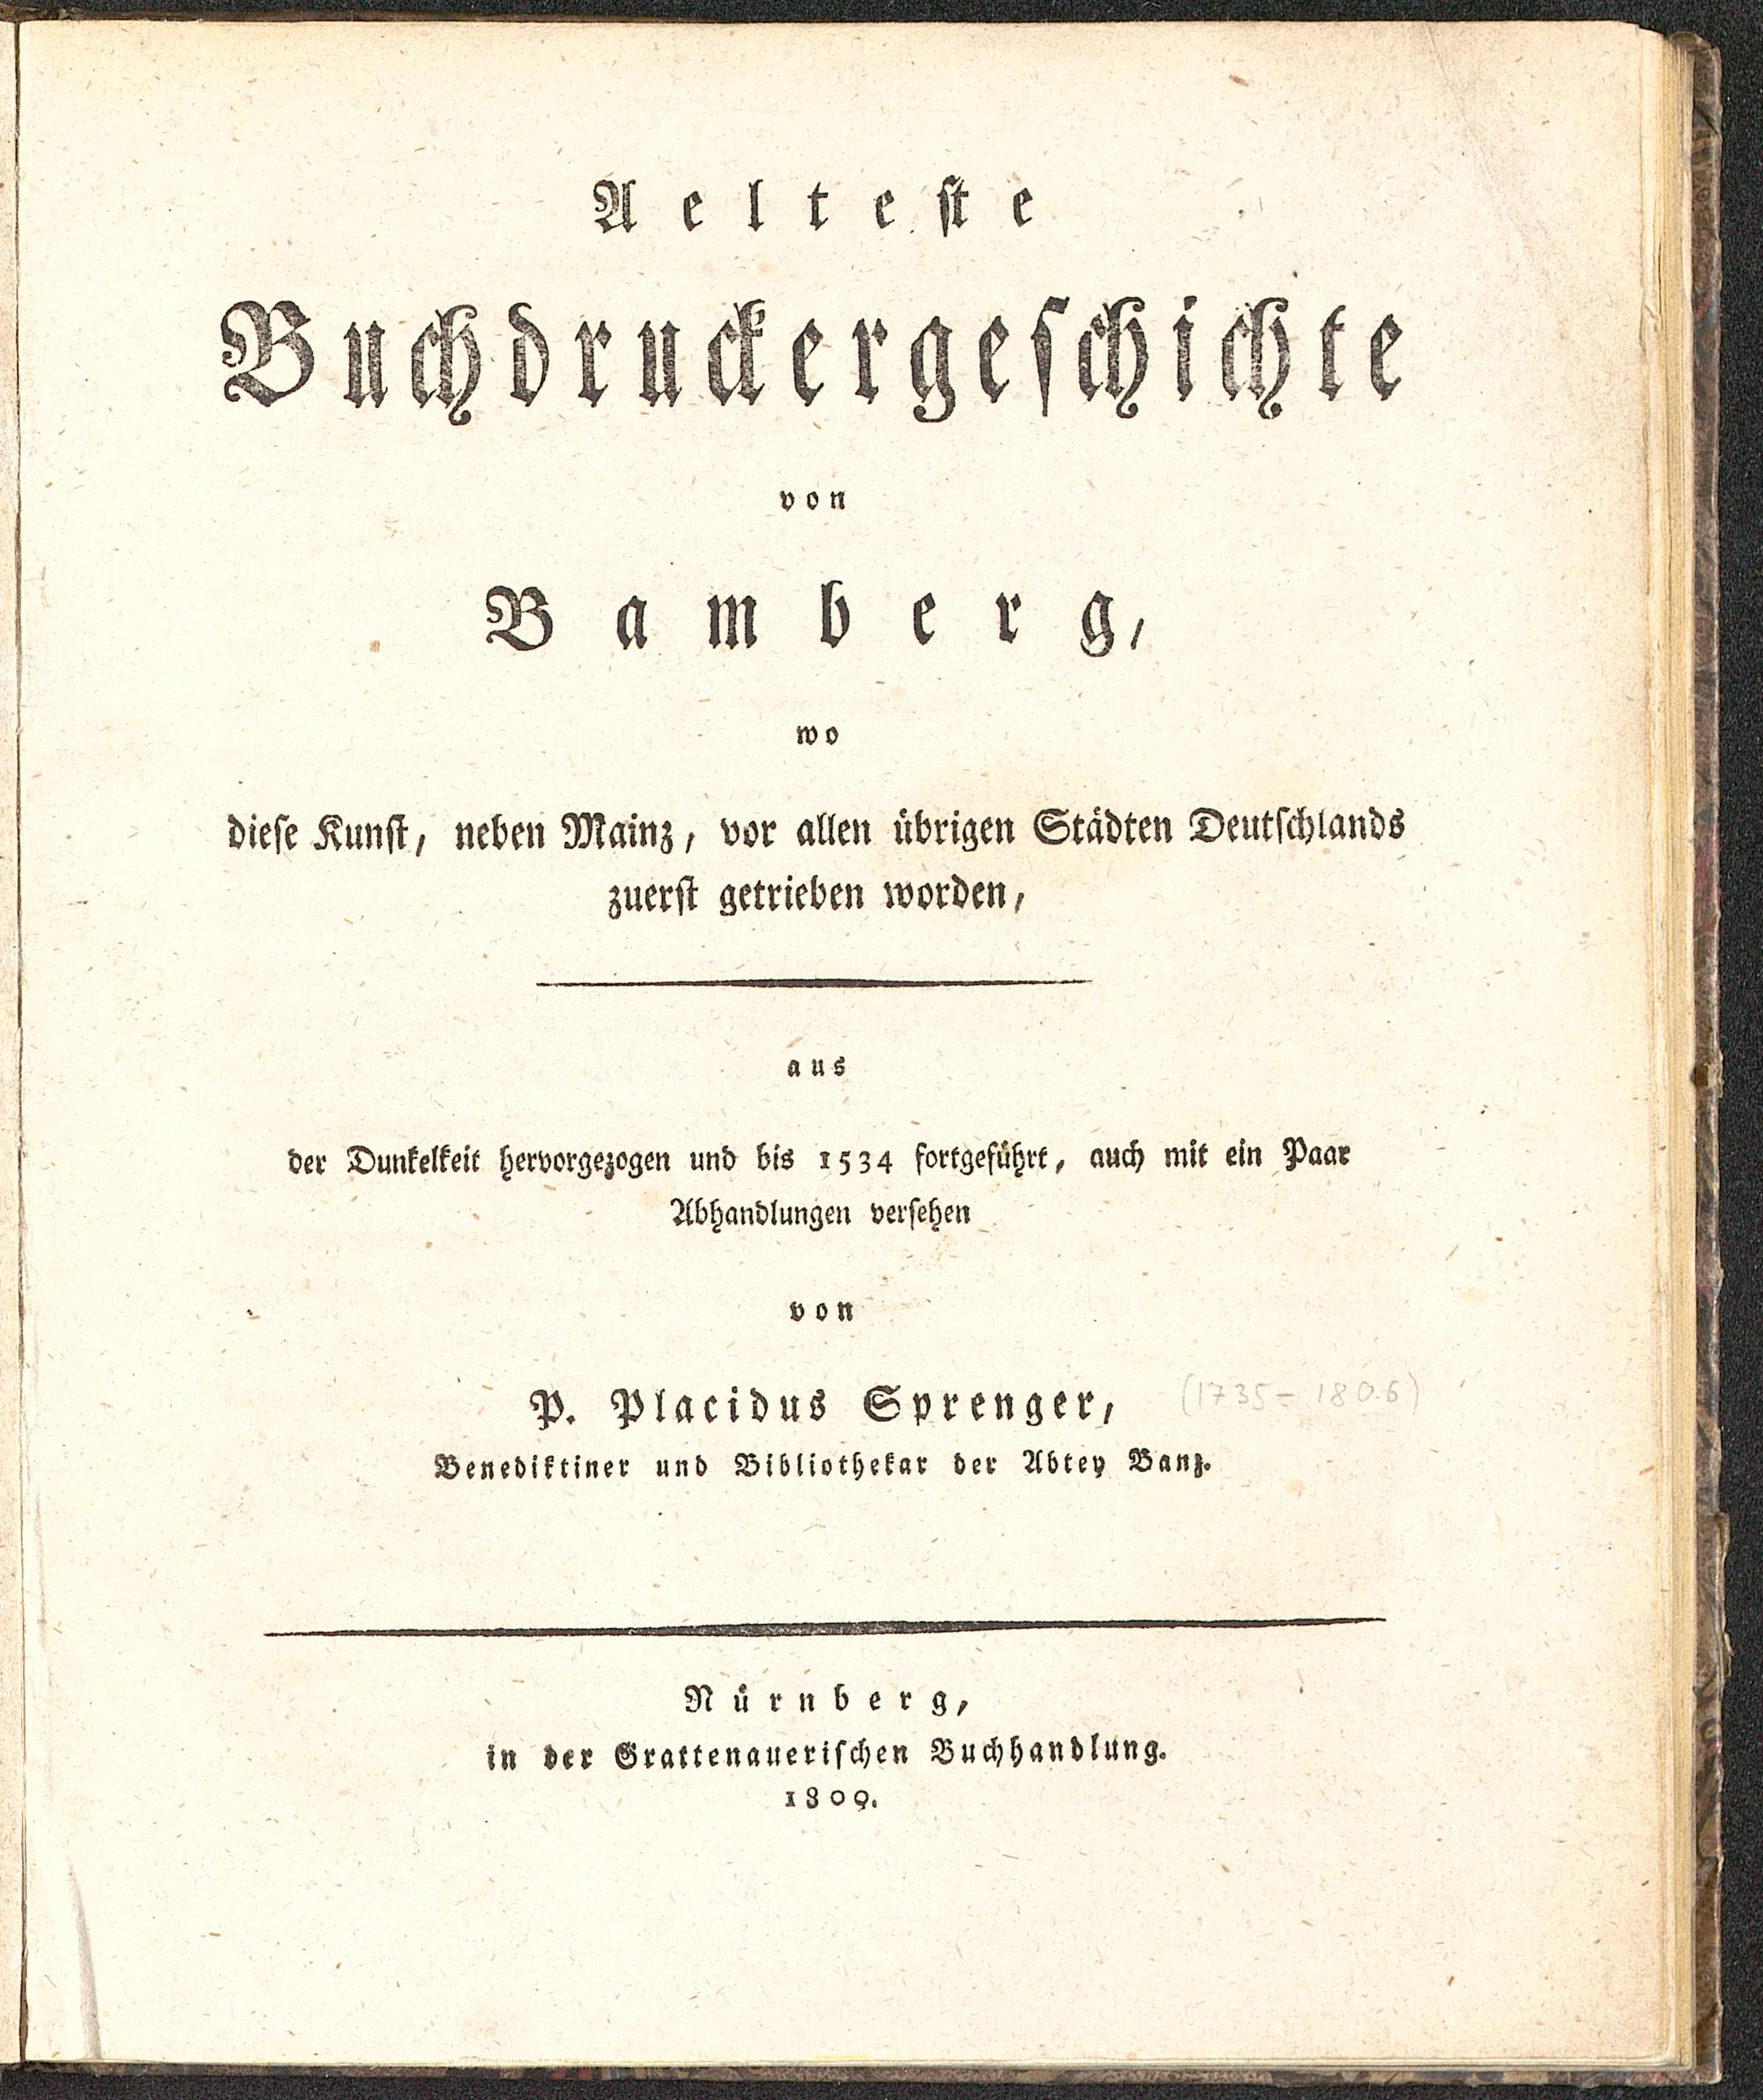 Aelteste
Buchdruckergeschichte
von
Bamberg,
wo
diese Kunst, neben Mainz, vor allen übrigen Städten Deutschlands
zuerst getrieben worden,
aus
der Dunkelkeit hervorgezogen und bis 1534 fortgeführt, auch mit ein Paar
Abhandlungen versehen
von
P. Placidus Sprenger, (1735-1806)
Benediktiner und Bibliothekar der Abtey Banz.
Nürnberg,
in der Grattenauerischen Buchhandlung.
1800.